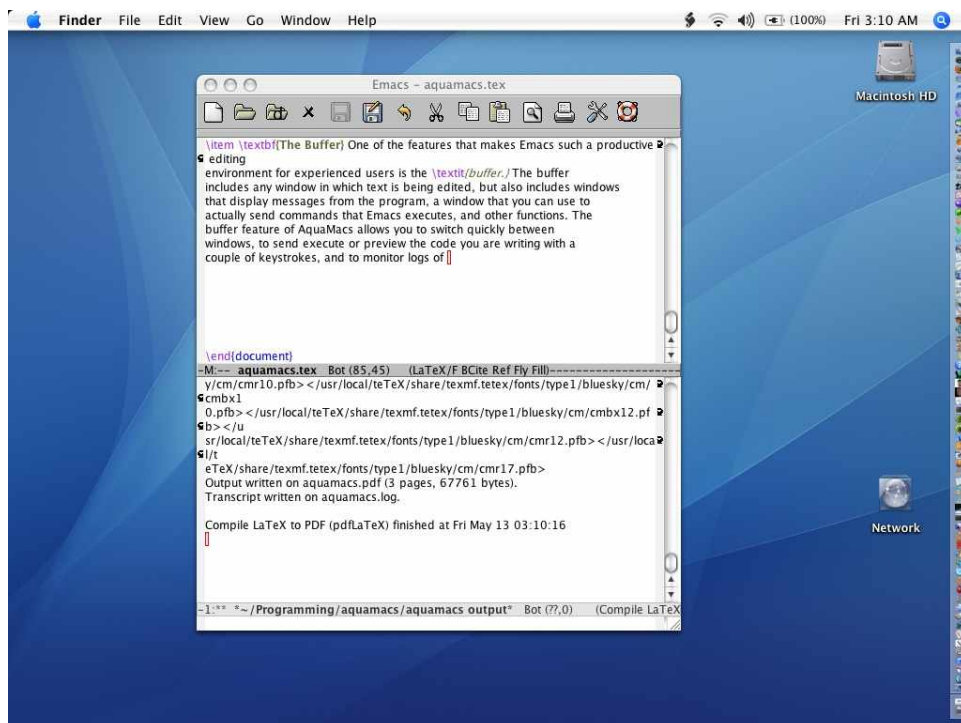 Finder File Edit View Go Window Help (100%) Fri 3:10 AM
Macintosh HD
Emacs – aquamacs.tex
\item \textbf{The Buffer} One of the features that makes Emacs such a productive
editing
environment for experienced users is the \textit{buffer.} The buffer
includes any window in which text is being edited, but also includes windows
that display messages from the program, a window that you can use to
actually send commands that Emacs executes, and other functions. The
buffer feature of AquaMacs allows you to switch quickly between
windows, to send execute or preview the code you are writing with a
couple of keystrokes, and to monitor logs of
\end{document}
-M:-- aquamacs.tex Bot (85,45) (LaTeX/F BCite Ref Fly Fill)--------------------
y/cm/cmr10.pfb></usr/local/teTeX/share/texmf.tetex/fonts/type1/bluesky/cm/
cmbx1
0.pfb></usr/local/teTeX/share/texmf.tetex/fonts/type1/bluesky/cm/cmbx12.pf
b></u
sr/local/teTeX/share/texmf.tetex/fonts/type1/bluesky/cm/cmr12.pfb></usr/loca
l/t
eTeX/share/texmf.tetex/fonts/type1/bluesky/cm/cmr17.pfb>
Output written on aquamacs.pdf (3 pages, 67761 bytes).
Transcript written on aquamacs.log.
Compile LaTeX to PDF (pdfLaTeX) finished at Fri May 13 03:10:16
-1:** *~/Programming/aquamacs/aquamacs output* Bot (??,0) (Compile LaTeX
Network